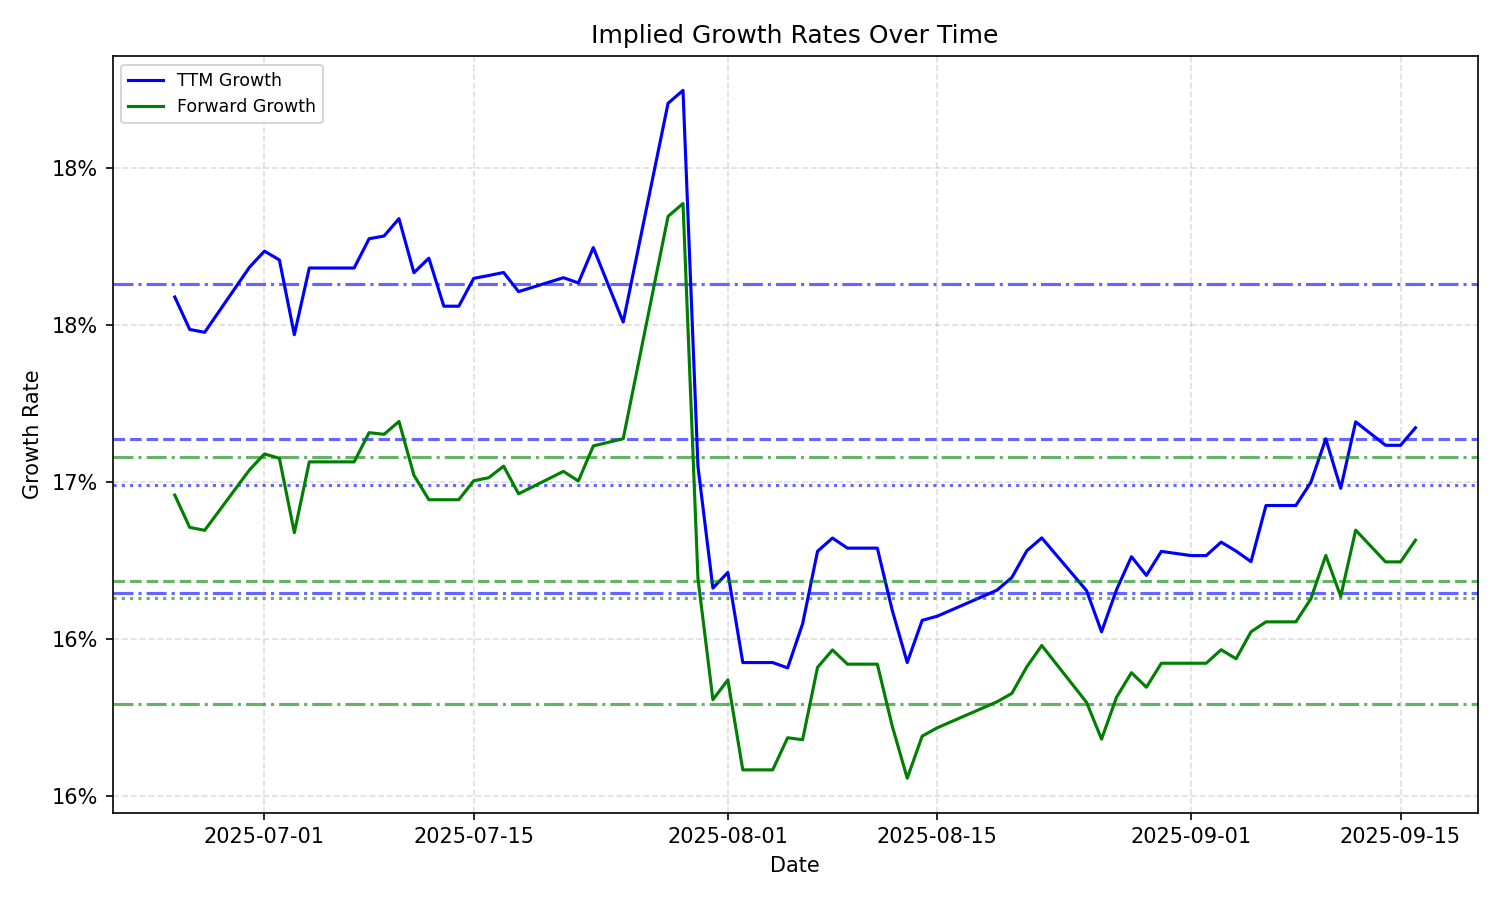 Implied Growth Rates Over Time
TTM Growth
Forward Growth
18%
18%
17%
16%
16%
Growth Rate
2025-07-01
2025-07-15
2025-08-01
2025-08-15
2025-09-01
2025-09-15
Date